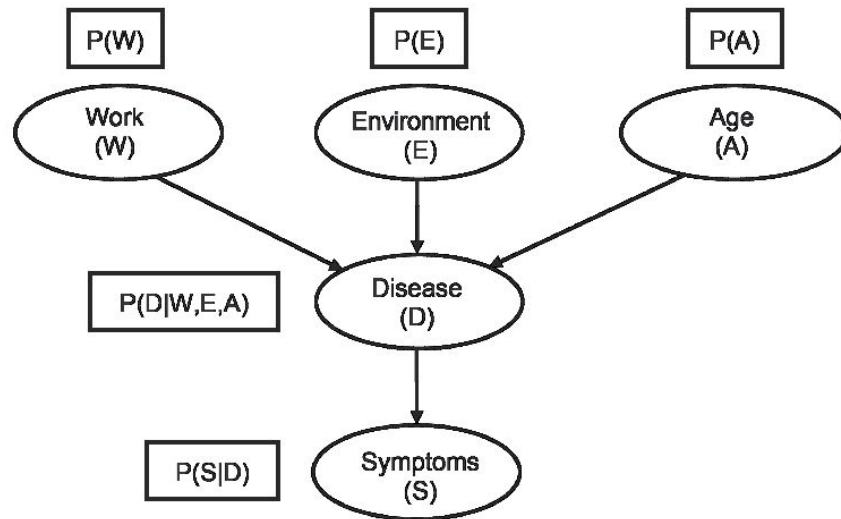 P(W)
P(E)
P(A)
Work
(W)
Environment
(E)
Age
(A)
P(D|W,E,A)
Disease
(D)
P(S|D)
Symptoms
(S)